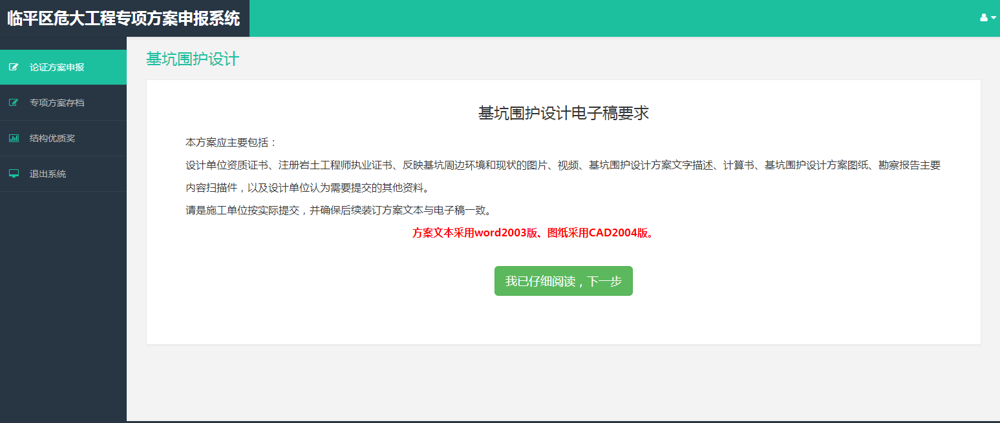 临平区危大工程专项方案申报系统
论证方案申报
专项方案存档
结构优质奖
退出系统
基坑围护设计
基坑围护设计电子稿要求
本方案应主要包括：
设计单位资质证书、注册岩土工程师执业证书、反映基坑周边环境和现状的图片、视频、基坑围护设计方案文字描述、计算书、基坑围护设计方案图纸、勘察报告主要
内容扫描件，以及设计单位认为需要提交的其他资料。
请是施工单位按实际提交，并确保后续装订方案文本与电子稿一致。
方案文本采用word2003版、图纸采用CAD2004版。
我已仔细阅读，下一步